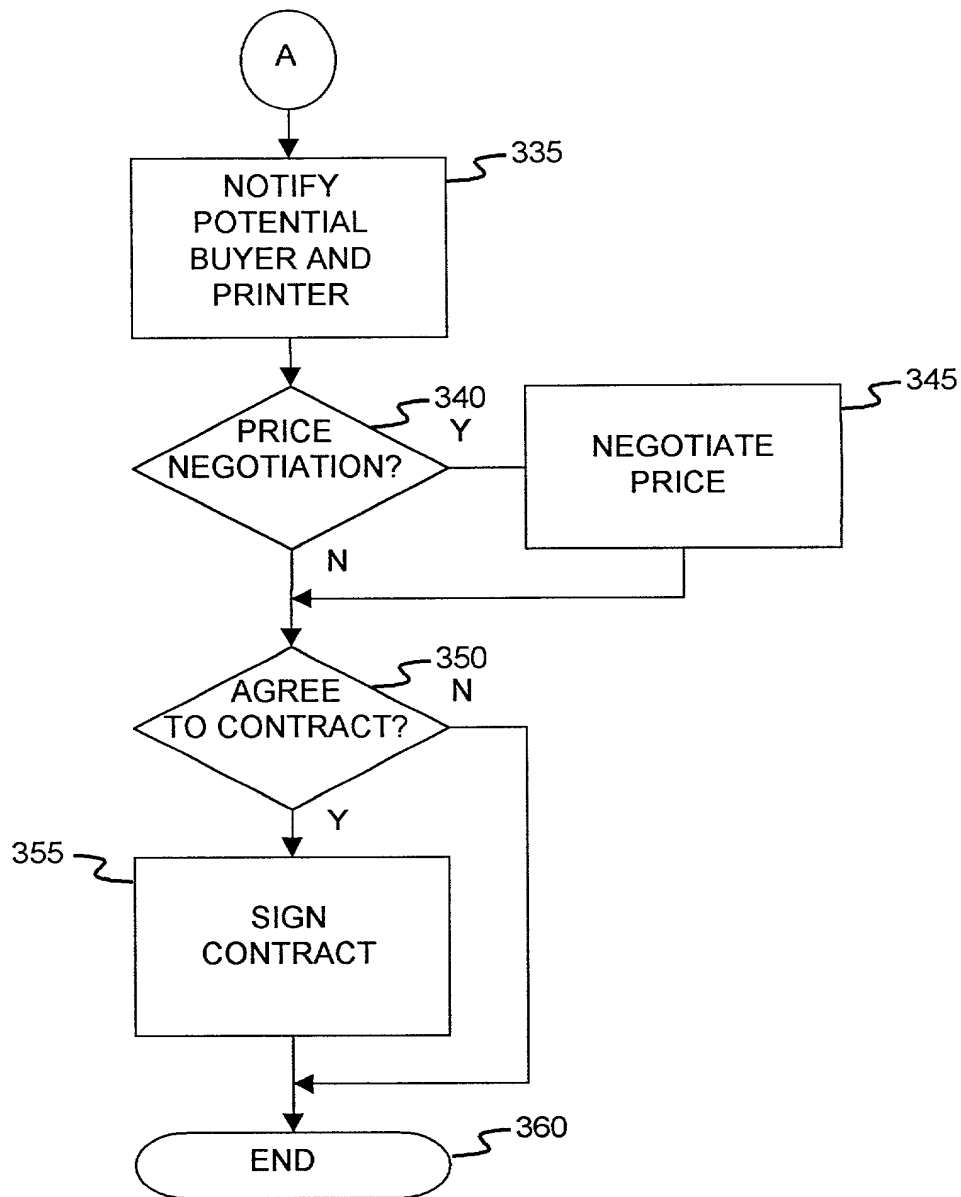 A
335
NOTIFY
POTENTIAL
BUYER AND
PRINTER
340
PRICE
NEGOTIATION?
Y
345
NEGOTIATE
PRICE
N
350
AGREE
TO CONTRACT?
N
Y
355
SIGN
CONTRACT
END
360